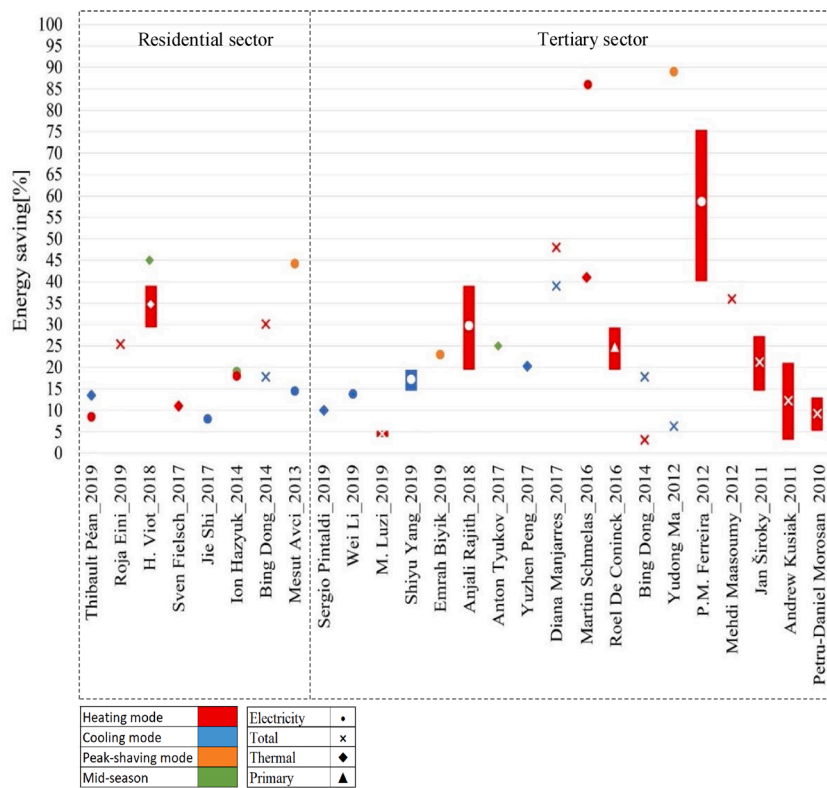 Residential sector
Tertiary sector
Energy saving[%]
100
95
90
85
80
75
70
65
60
55
50
45
40
35
30
25
20
15
10
5
0
Thibault Péan_2019
Roja Eini_2019
H. Viot_2018
Sven Fielsch_2017
Jie Shi_2017
Ion Hazyuk_2014
Bing Dong_2014
Mesut Avci_2013
Sergio Pintaldi_2019
Wei Li_2019
M. Luzi_2019
Shiyu Yang_2019
Emrah Biyik_2019
Anjali Rajith_2018
Anton Tyukov_2017
Yuzhen Peng_2017
Diana Manjarres_2017
Martin Schmelas_2016
Roel De Coninck_2016
Bing Dong_2014
Yudong Ma_2012
P.M. Ferreira_2012
Mehdi Maasoumy_2012
Jan Široky_2011
Andrew Kusiak_2011
Petru-Daniel Morosan_2010
Heating mode
Cooling mode
Peak-shaving mode
Mid-season
Electricity
Total
Thermal
Primary